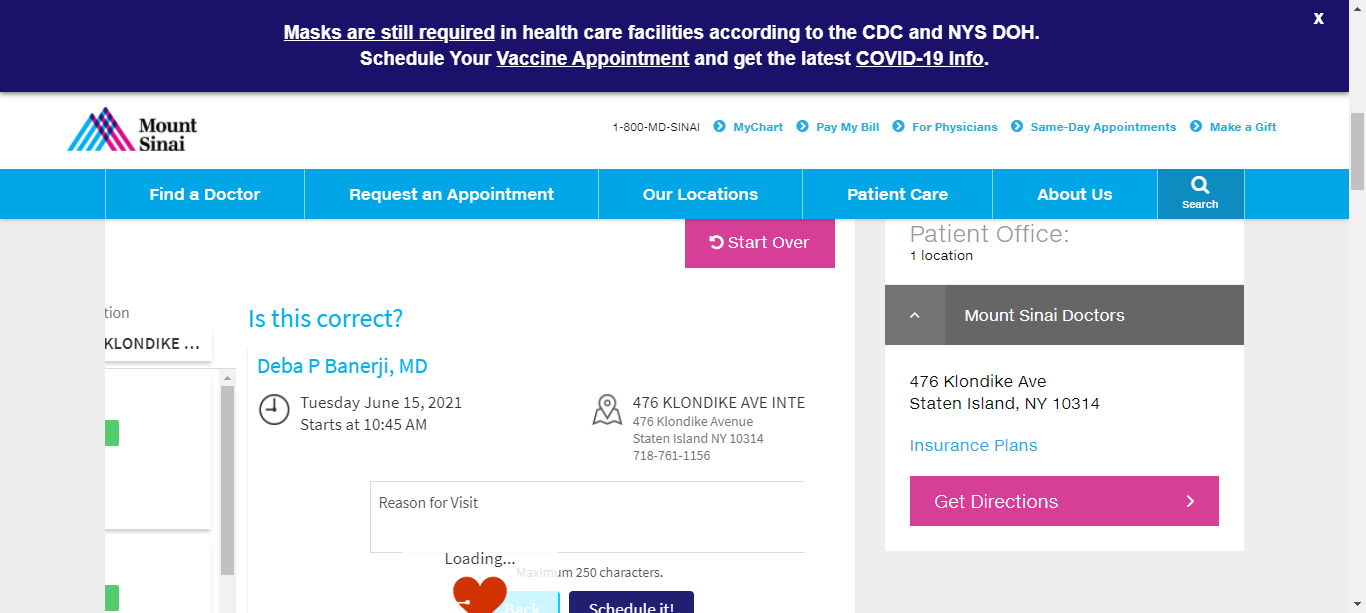 Masks are still required in health care facilities according to the CDC and NYS DOH.
Schedule Your Vaccine Appointment and get the latest COVID-19 Info.
X
Mount
Sinai
1-800-MD-SINAI MyChart Pay My Bill For Physicians Same-Day Appointments Make a Gift
Find a Doctor Request an Appointment Our Locations Patient Care About Us Search
Start Over
tion
KLONDIKE ...
Is this correct?
Deba P Banerji, MD
Tuesday June 15, 2021
Starts at 10:45 AM
476 KLONDIKE AVE INTE
476 Klondike Avenue
Staten Island NY 10314
718-761-1156
Reason for Visit
Loading...
Maximum 250 characters.
Back Schedule it!
Patient Office:
1 location
Mount Sinai Doctors
476 Klondike Ave
Staten Island, NY 10314
Insurance Plans
Get Directions